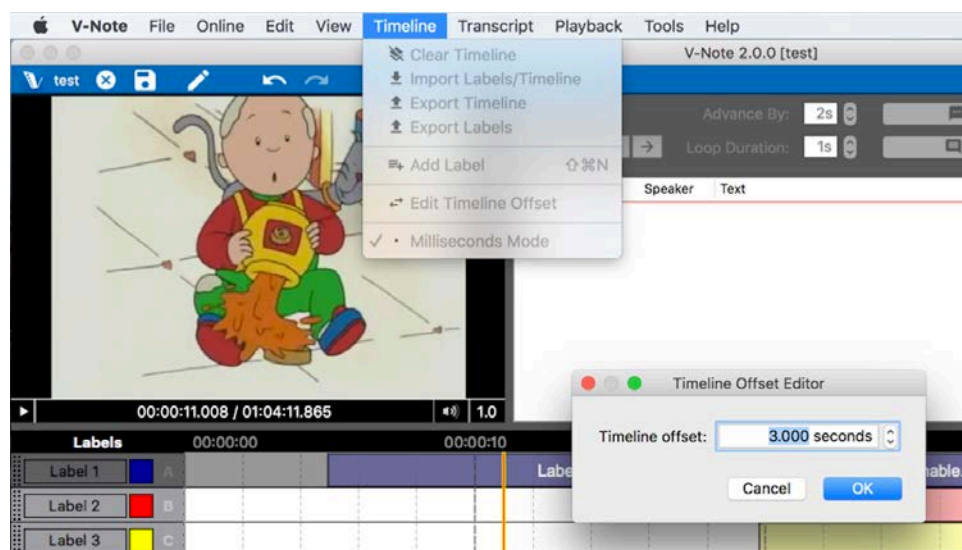 V-Note File Online Edit View Timeline Transcript Playback Tools Help
V-Note 2.0.0 [test]
test
Clear Timeline
Import Labels/Timeline
Export Timeline
Export Labels
Add Label ⇧⌘N
Edit Timeline Offset
✓ · Milliseconds Mode
Advance By: 2s
Loop Duration: 1s
Speaker Text
00:00:11.008 / 01:04:11.865 1.0
Timeline Offset Editor
Timeline offset: 3.000 seconds
Cancel OK
Labels 00:00:00 00:00:10
Label 1 A
Label 2 B
Label 3 C